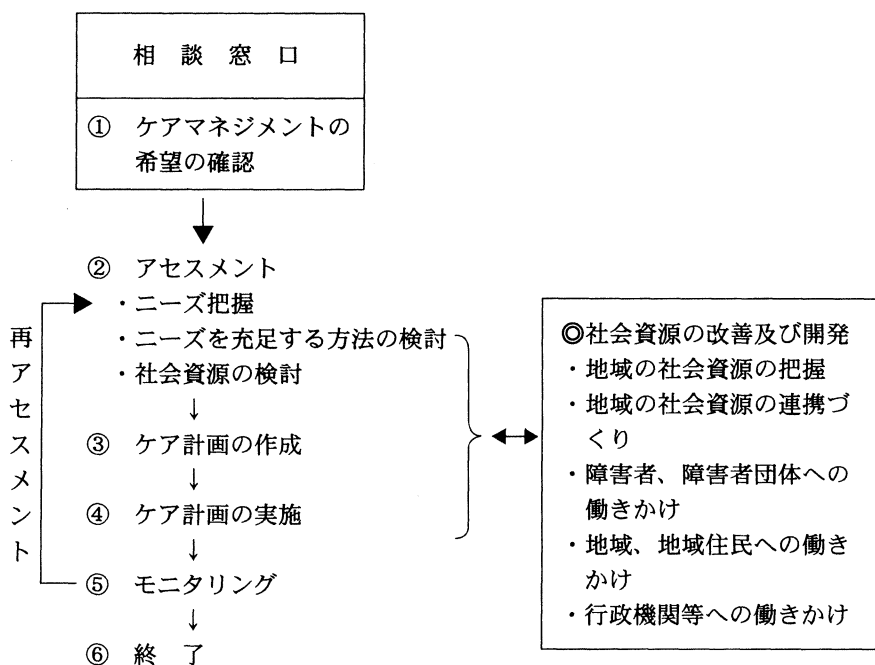 相談窓口
① ケアマネジメントの
希望の確認
② アセスメント
・ニーズ把握
・ニーズを充足する方法の検討
・社会資源の検討
↓
③ ケア計画の作成
↓
④ ケア計画の実施
↓
⑤ モニタリング
↓
⑥ 終了
再アセスメント
◎社会資源の改善及び開発
・地域の社会資源の把握
・地域の社会資源の連携づ
くり
・障害者、障害者団体への
働きかけ
・地域、地域住民への働き
かけ
・行政機関等への働きかけ